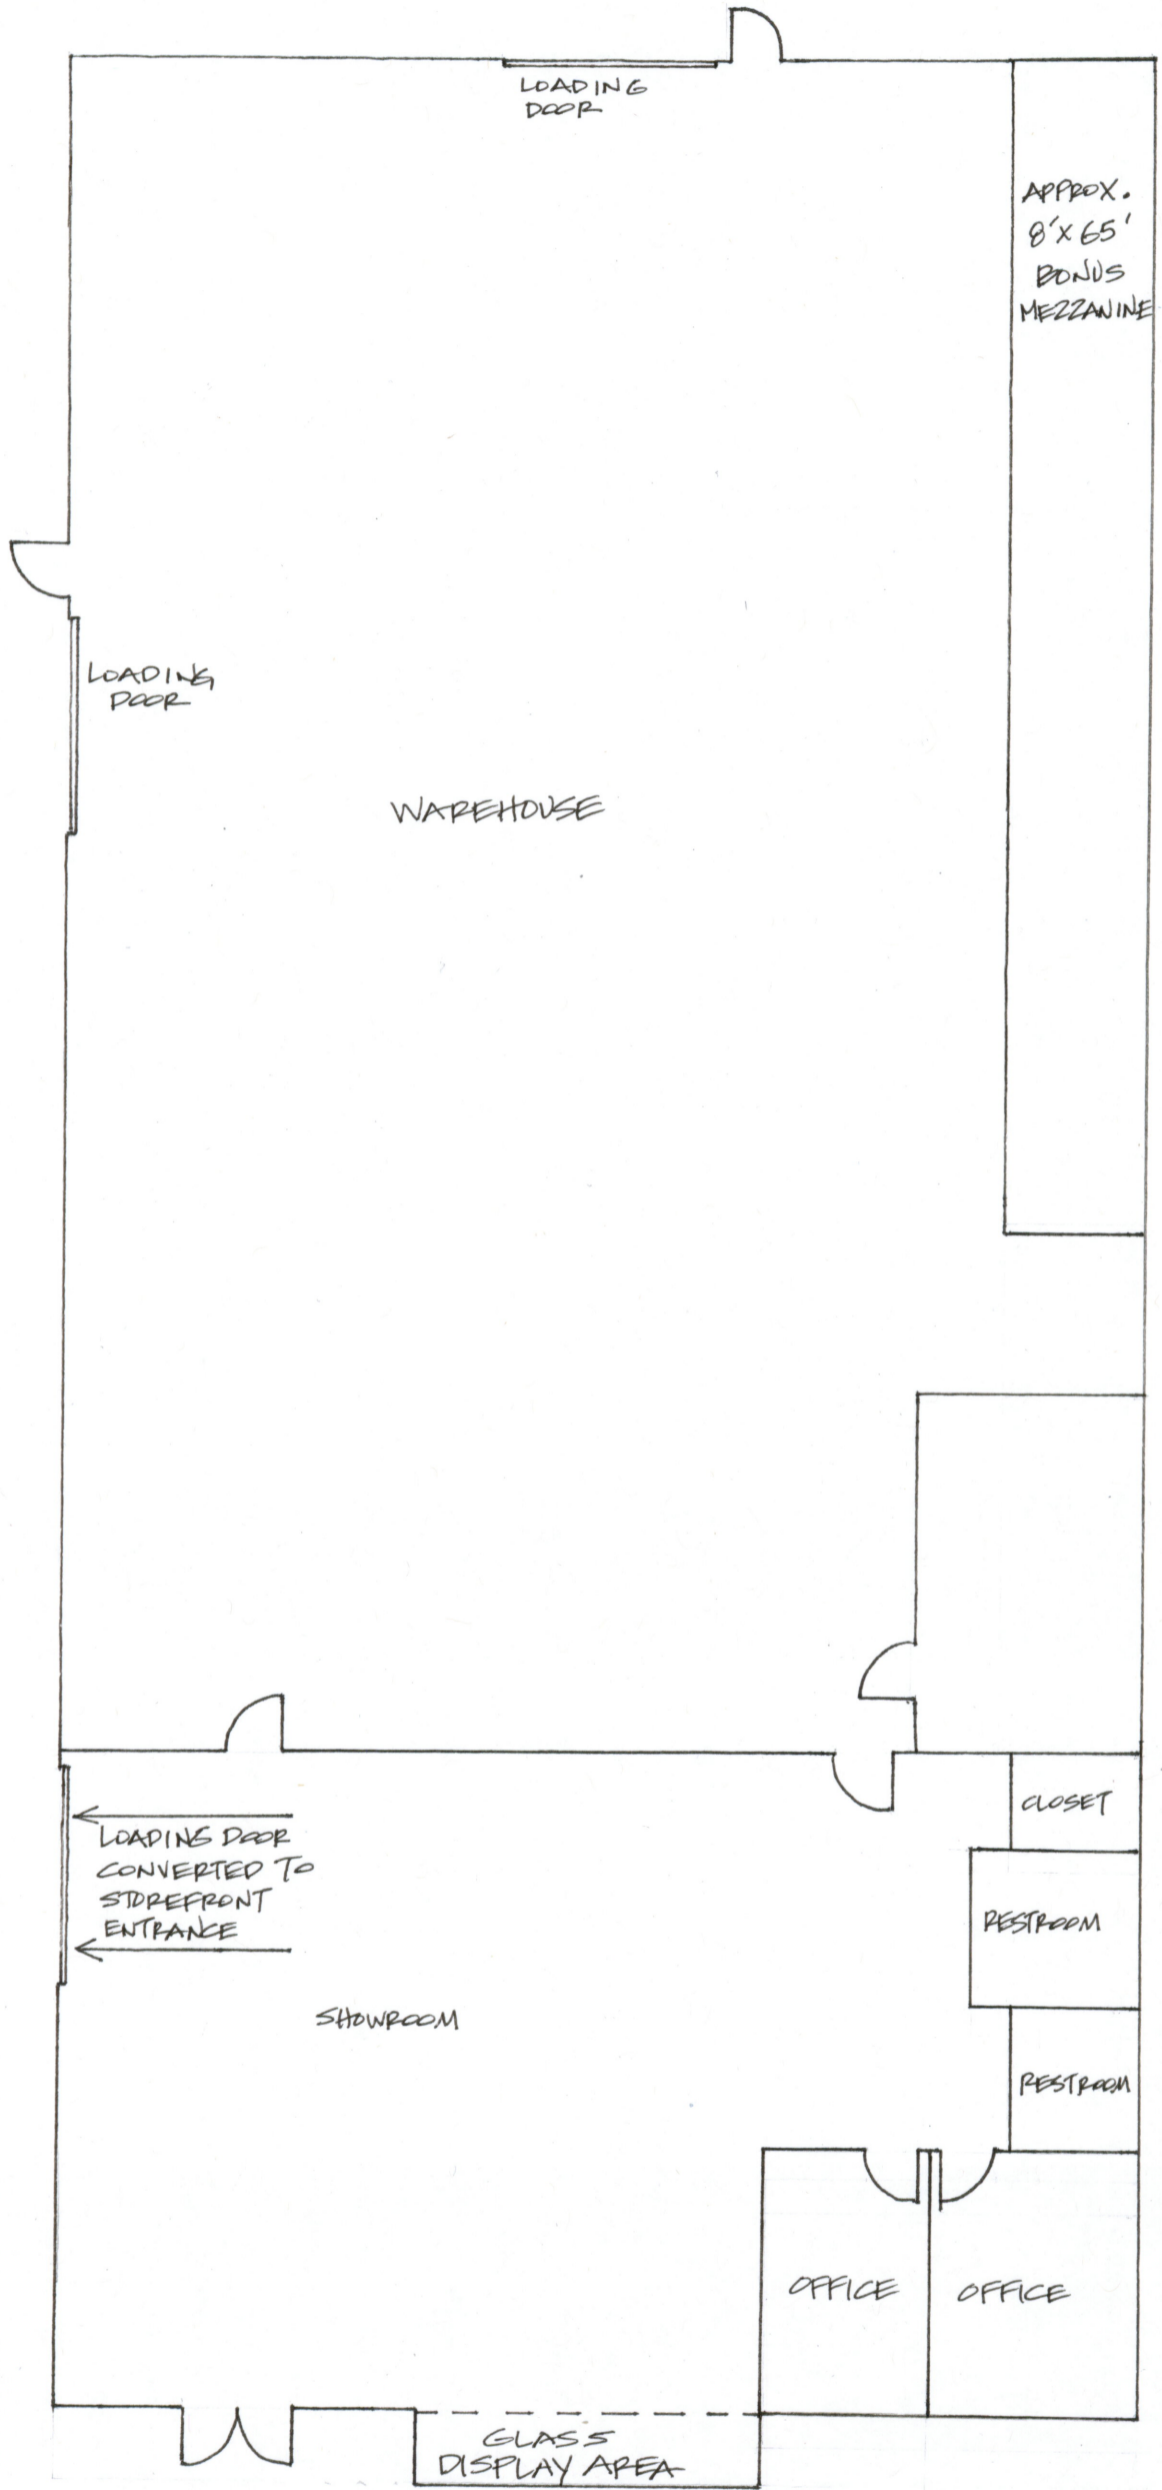 LOADING
DOOR
APPROX.
8'X65'
BONUS
MEZZANINE
LOADING
DOOR
WAREHOUSE
CLOSET
LOADING DOOR
CONVERTED TO
STOREFRONT
ENTRANCE
RESTROOM
SHOWROOM
RESTROOM
OFFICE
OFFICE
GLASS
DISPLAY AREA